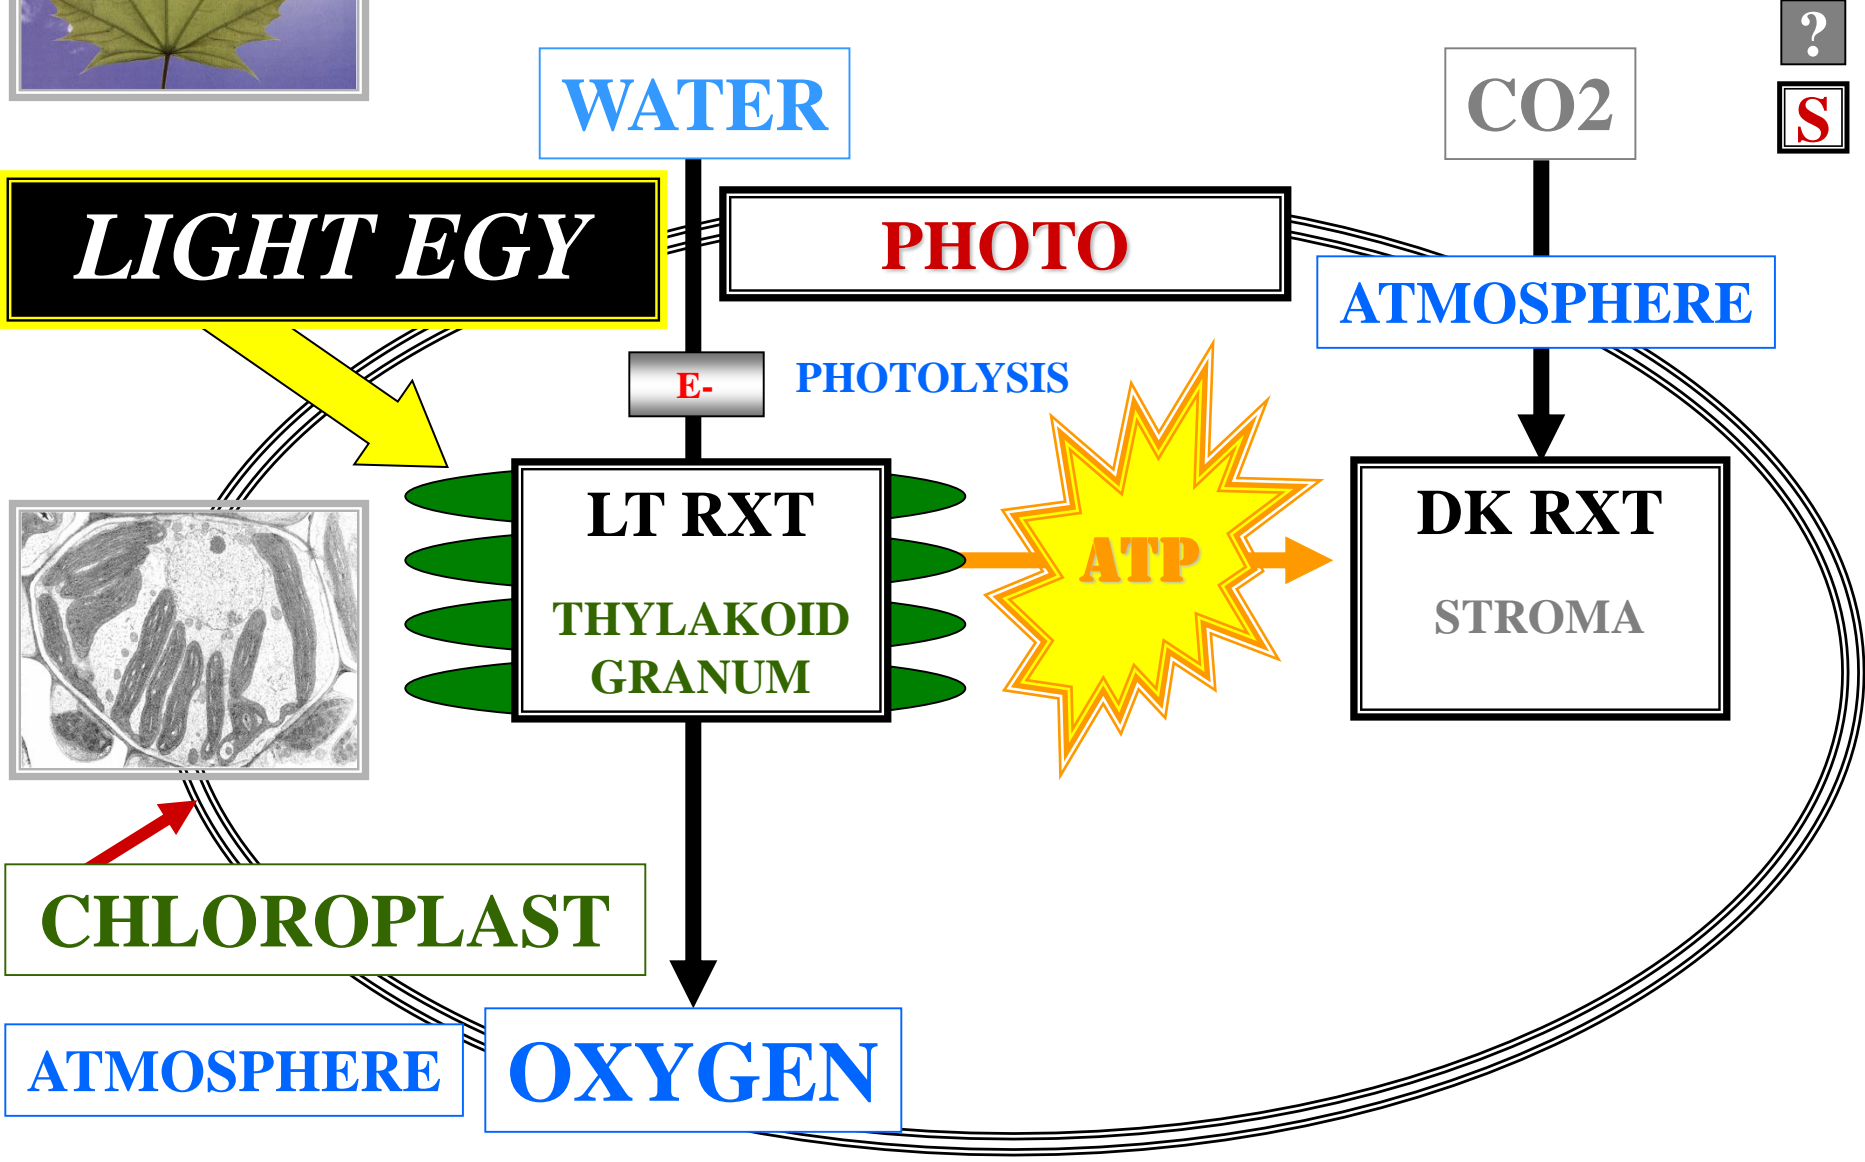 ?
WATER
CO2
S
LIGHT EGY
PHOTO
ATMOSPHERE
E-
PHOTOLYSIS
LT RXT
THYLAKOID
GRANUM
ATP
DK RXT
STROMA
CHLOROPLAST
ATMOSPHERE
OXYGEN